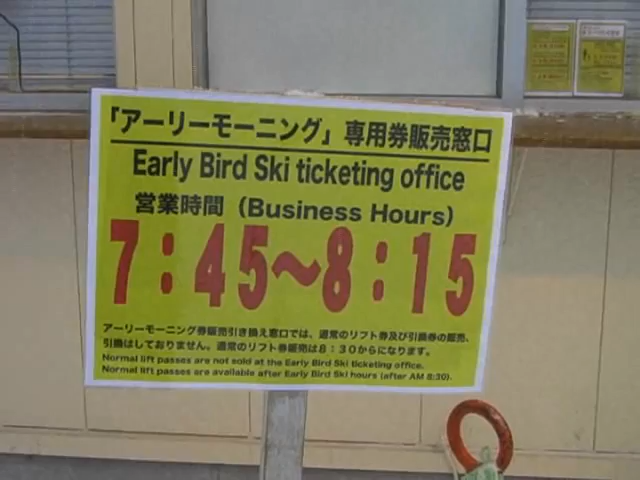 「アーリーモーニング」専用券販売窓口
Early Bird Ski ticketing office
営業時間（Business Hours）
7：45～8：15
アーリーモーニング券販売引き換え窓口では、通常のリフト券及び引換券の販売、
引換はしておりません。通常のリフト券販売は8：30からになります。
Normal lift passes are not sold at the Early Bird Ski ticketing office.
Normal lift passes are available after Early Bird Ski hours (after AM 8:30).